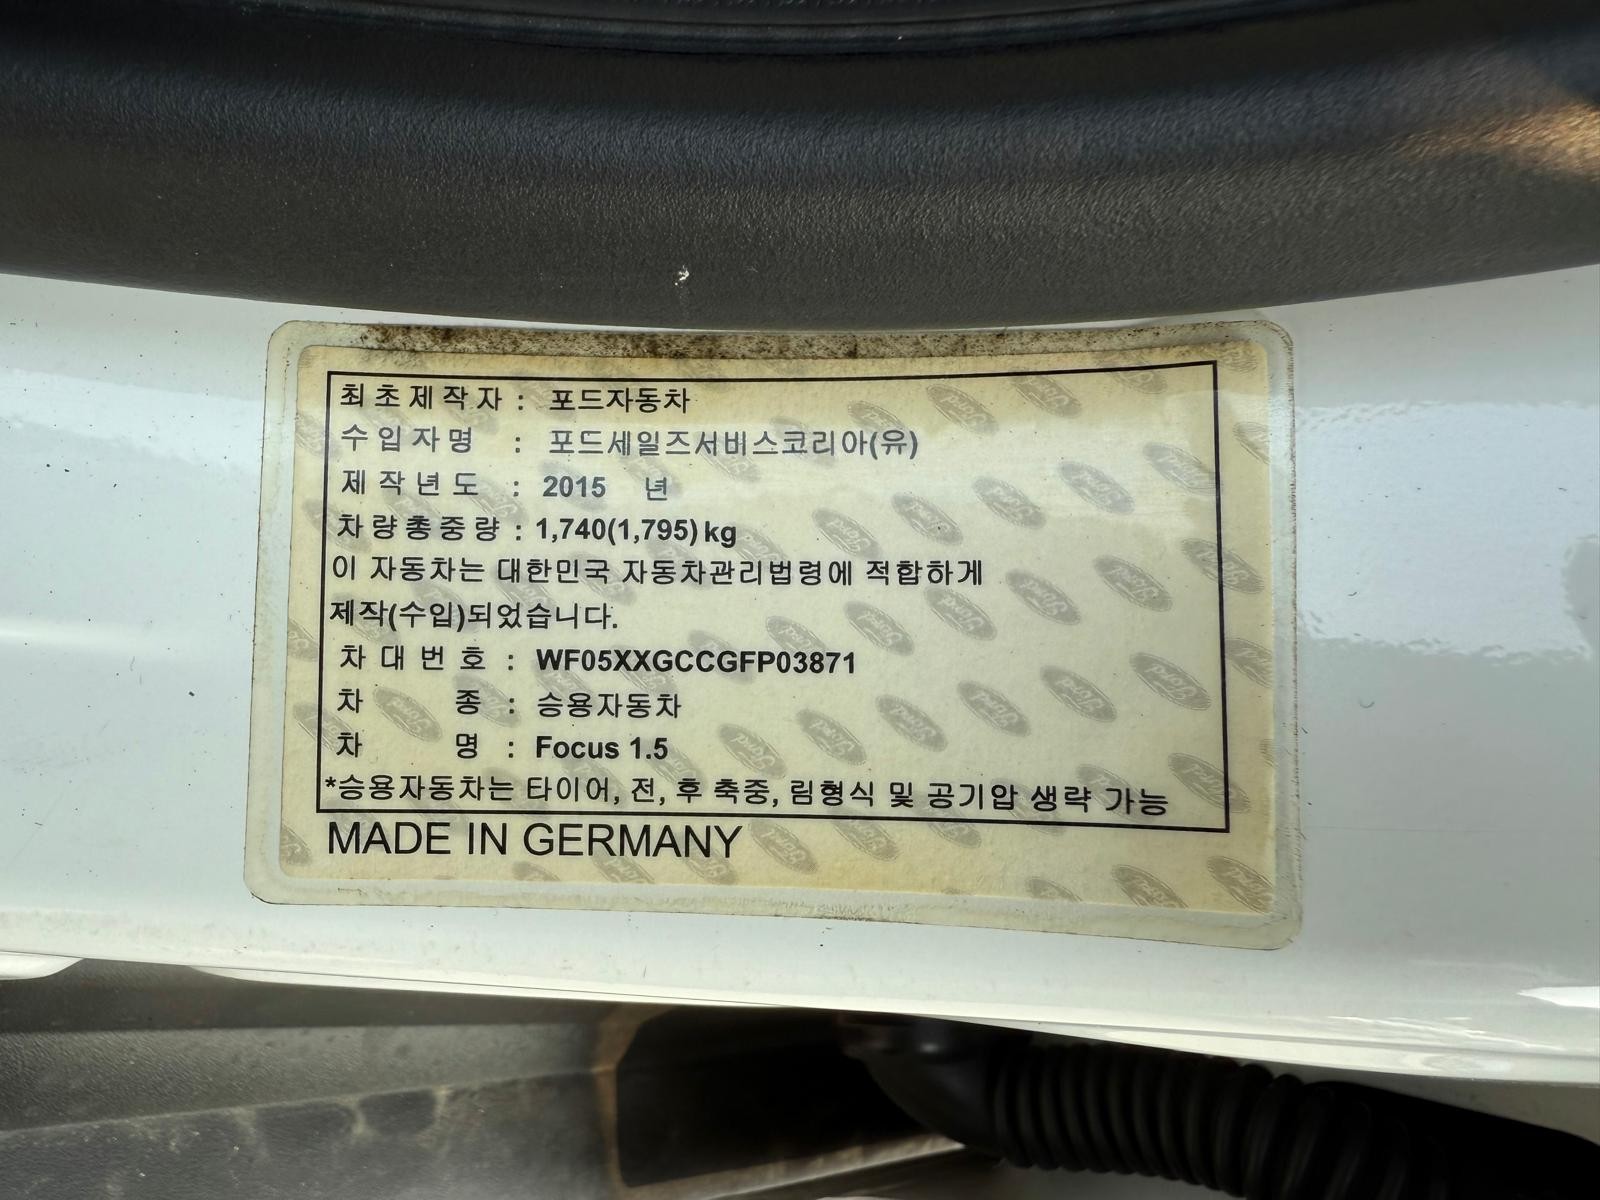 최초제작자 : 포드자동차
수입자명 : 포드세일즈서비스코리아(유)
제작년도 : 2015 년
차량총중량 : 1,740(1,795)kg
이 자동차는 대한민국 자동차관리법령에 적합하게
제작(수입)되었습니다.
차대번호 : WF05XXGCCGFP03871
차 종 : 승용자동차
차 명 : Focus 1.5
*승용자동차는 타이어, 전, 후 축중, 림형식 및 공기압 생략 가능
MADE IN GERMANY